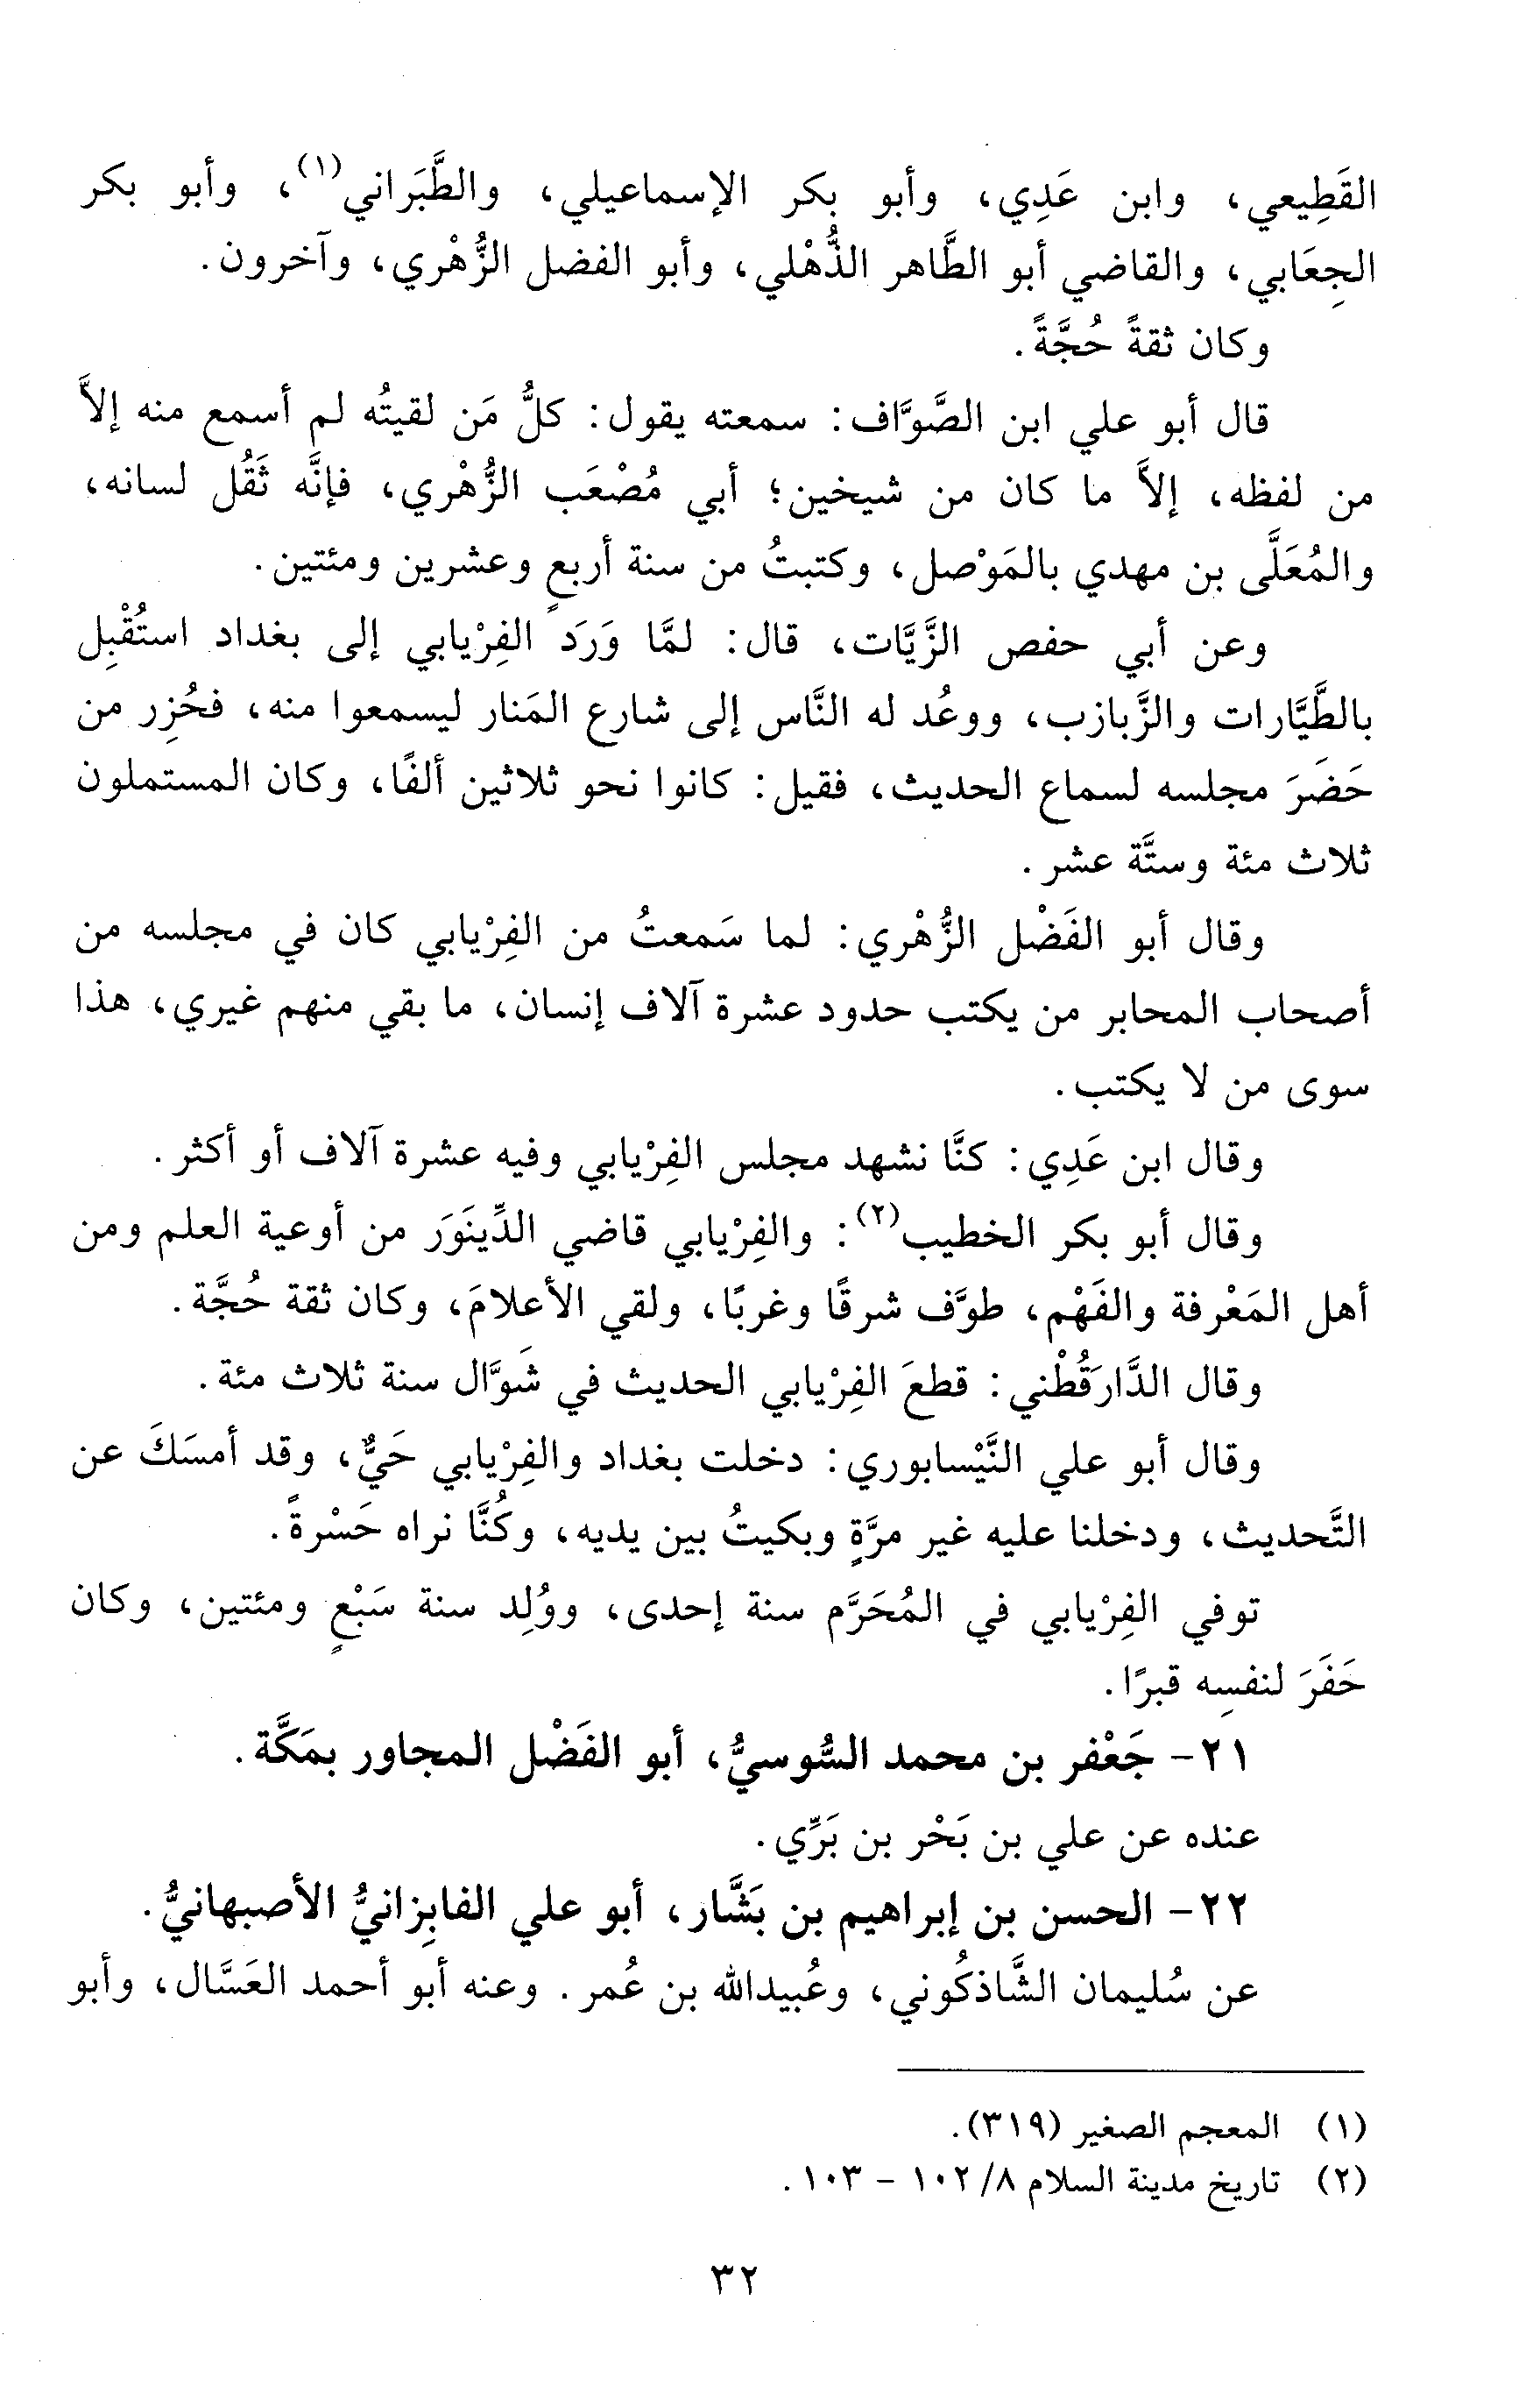 القَطِيعي، وابن عَدِي، وأبو بكر الإسماعيلي، والطَّبَراني(١)، وأبو بكر
الجِعَابي، والقاضي أبو الطَّاهر الذُّهْلي، وأبو الفضل الزُّهْري، وآخرون.
وكان ثقةً حُجَّةً.
قال أبو علي ابن الصَّوَّاف: سمعته يقول: كلُّ مَن لقيتُه لم أسمع منه إلاَّ
من لفظه، إلاَّ ما كان من شيخين؛ أبي مُصْعَب الزُّهْري، فإنَّه ثَقُل لسانه،
والمُعَلَّى بن مهدي بالمَوْصل، وكتبتُ من سنة أربعٍ وعشرين ومئتين.
وعن أبي حفص الزَّيَّات، قال: لمَّا وَرَد الفِرْيابي إلى بغداد استُقْبِل
بالطَّيَّارات والزَّبازب، ووعُد له النَّاس إلى شارع المَنار ليسمعوا منه، فحُزِر من
حَضَرَ مجلسه لسماع الحديث، فقيل: كانوا نحو ثلاثين ألفًا، وكان المستملون
ثلاث مئة وستَّة عشر.
وقال أبو الفَضْل الزُّهْري: لما سَمعتُ من الفِرْيابي كان في مجلسه من
أصحاب المحابر من يكتب حدود عشرة آلاف إنسان، ما بقي منهم غيري، هذا
سوى من لا يكتب.
وقال ابن عَدِي: كنَّا نشهد مجلس الفِرْيابي وفيه عشرة آلاف أو أكثر.
وقال أبو بكر الخطيب(٢): والفِرْيابي قاضي الدِّينَوَر من أوعية العلم ومن
أهل المَعْرفة والفَهْم، طوَّف شرقًا وغربًا، ولقي الأعلامَ، وكان ثقة حُجَّة.
وقال الدَّارَقُطْني: قطعَ الفِرْيابي الحديث في شَوَّال سنة ثلاث مئة.
وقال أبو علي النَّيْسابوري: دخلت بغداد والفِرْيابي حَيٌّ، وقد أمسَكَ عن
التَّحديث، ودخلنا عليه غير مرَّةٍ وبكيتُ بين يديه، وكُنَّا نراه حَسْرةً.
توفي الفِرْيابي في المُحَرَّم سنة إحدى، ووُلِد سنة سَبْعٍ ومئتين، وكان
حَفَرَ لنفسِه قبرًا.
٢١- جَعْفر بن محمد السُّوسيُّ، أبو الفَضْل المجاور بمَكَّة.
عنده عن علي بن بَحْر بن بَرِّي.
٢٢- الحسن بن إبراهيم بن بَشَّار، أبو علي الفابِزانيُّ الأصبهانيُّ.
عن سُليمان الشَّاذكُوني، وعُبيدالله بن عُمر. وعنه أبو أحمد العَسَّال، وأبو
(١) المعجم الصغير (٣١٩).
(٢) تاريخ مدينة السلام ٨/ ١٠٢ - ١٠٣.
٣٢